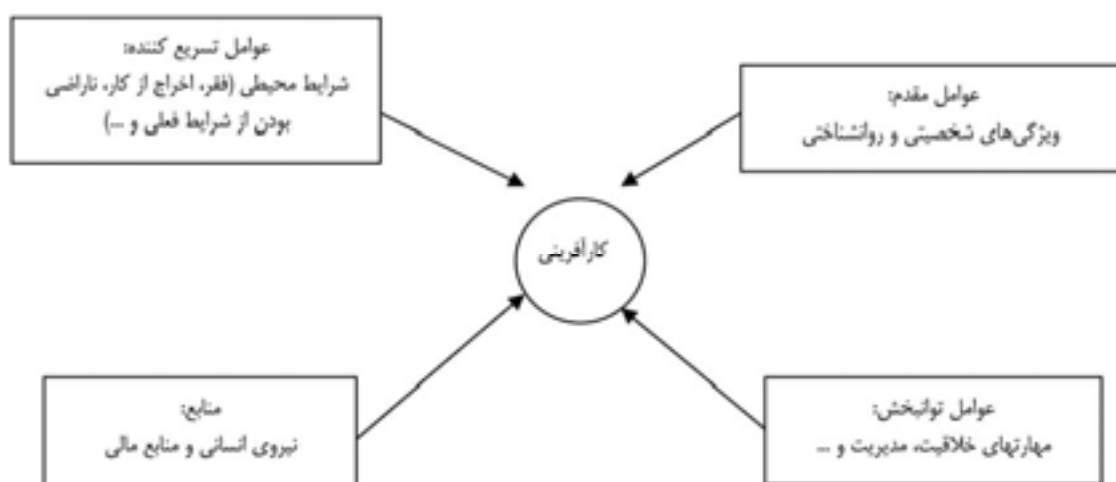 عوامل مقدم:
ویژگی‌های شخصیتی و روانشناختی
عوامل تسریع کننده:
شرایط محیطی (فقر، اخراج از کار، ناراضی
بودن از شرایط فعلی و ...)
کارآفرینی
عوامل توانبخش:
مهارتهای خلاقیت، مدیریت و ...
منابع:
نیروی انسانی و منابع مالی